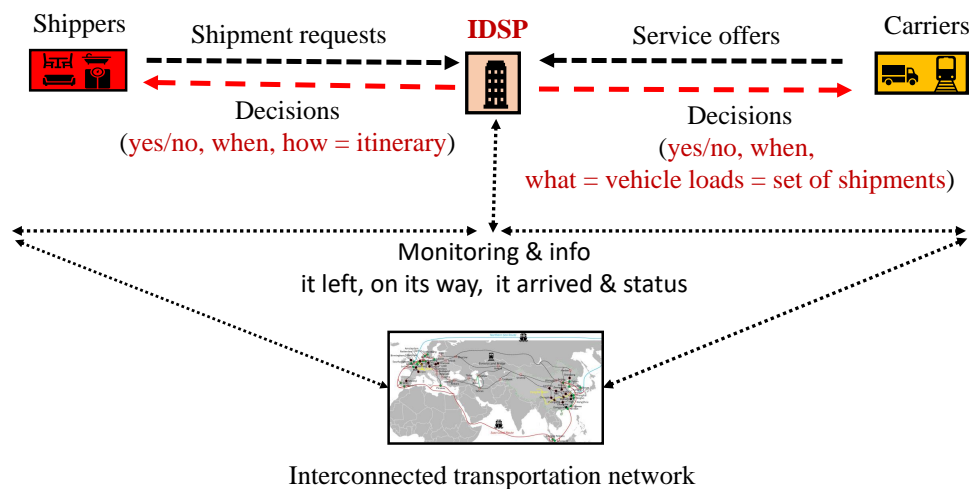 Shippers
Shipment requests
IDSP
Service offers
Carriers
Decisions
(yes/no, when, how = itinerary)
Decisions
(yes/no, when,
what = vehicle loads = set of shipments)
Monitoring & info
it left, on its way, it arrived & status
Interconnected transportation network